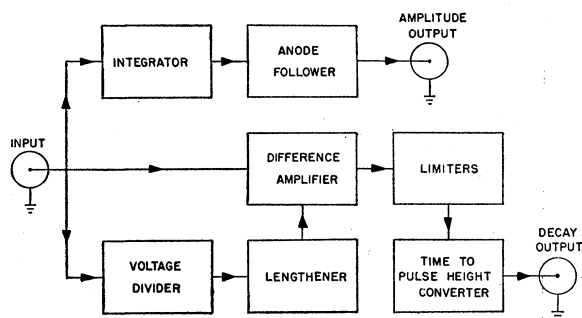 AMPLITUDE
OUTPUT
INTEGRATOR
ANODE
FOLLOWER
INPUT
DIFFERENCE
AMPLIFIER
LIMITERS
DECAY
OUTPUT
VOLTAGE
DIVIDER
LENGTHENER
TIME TO
PULSE HEIGHT
CONVERTER